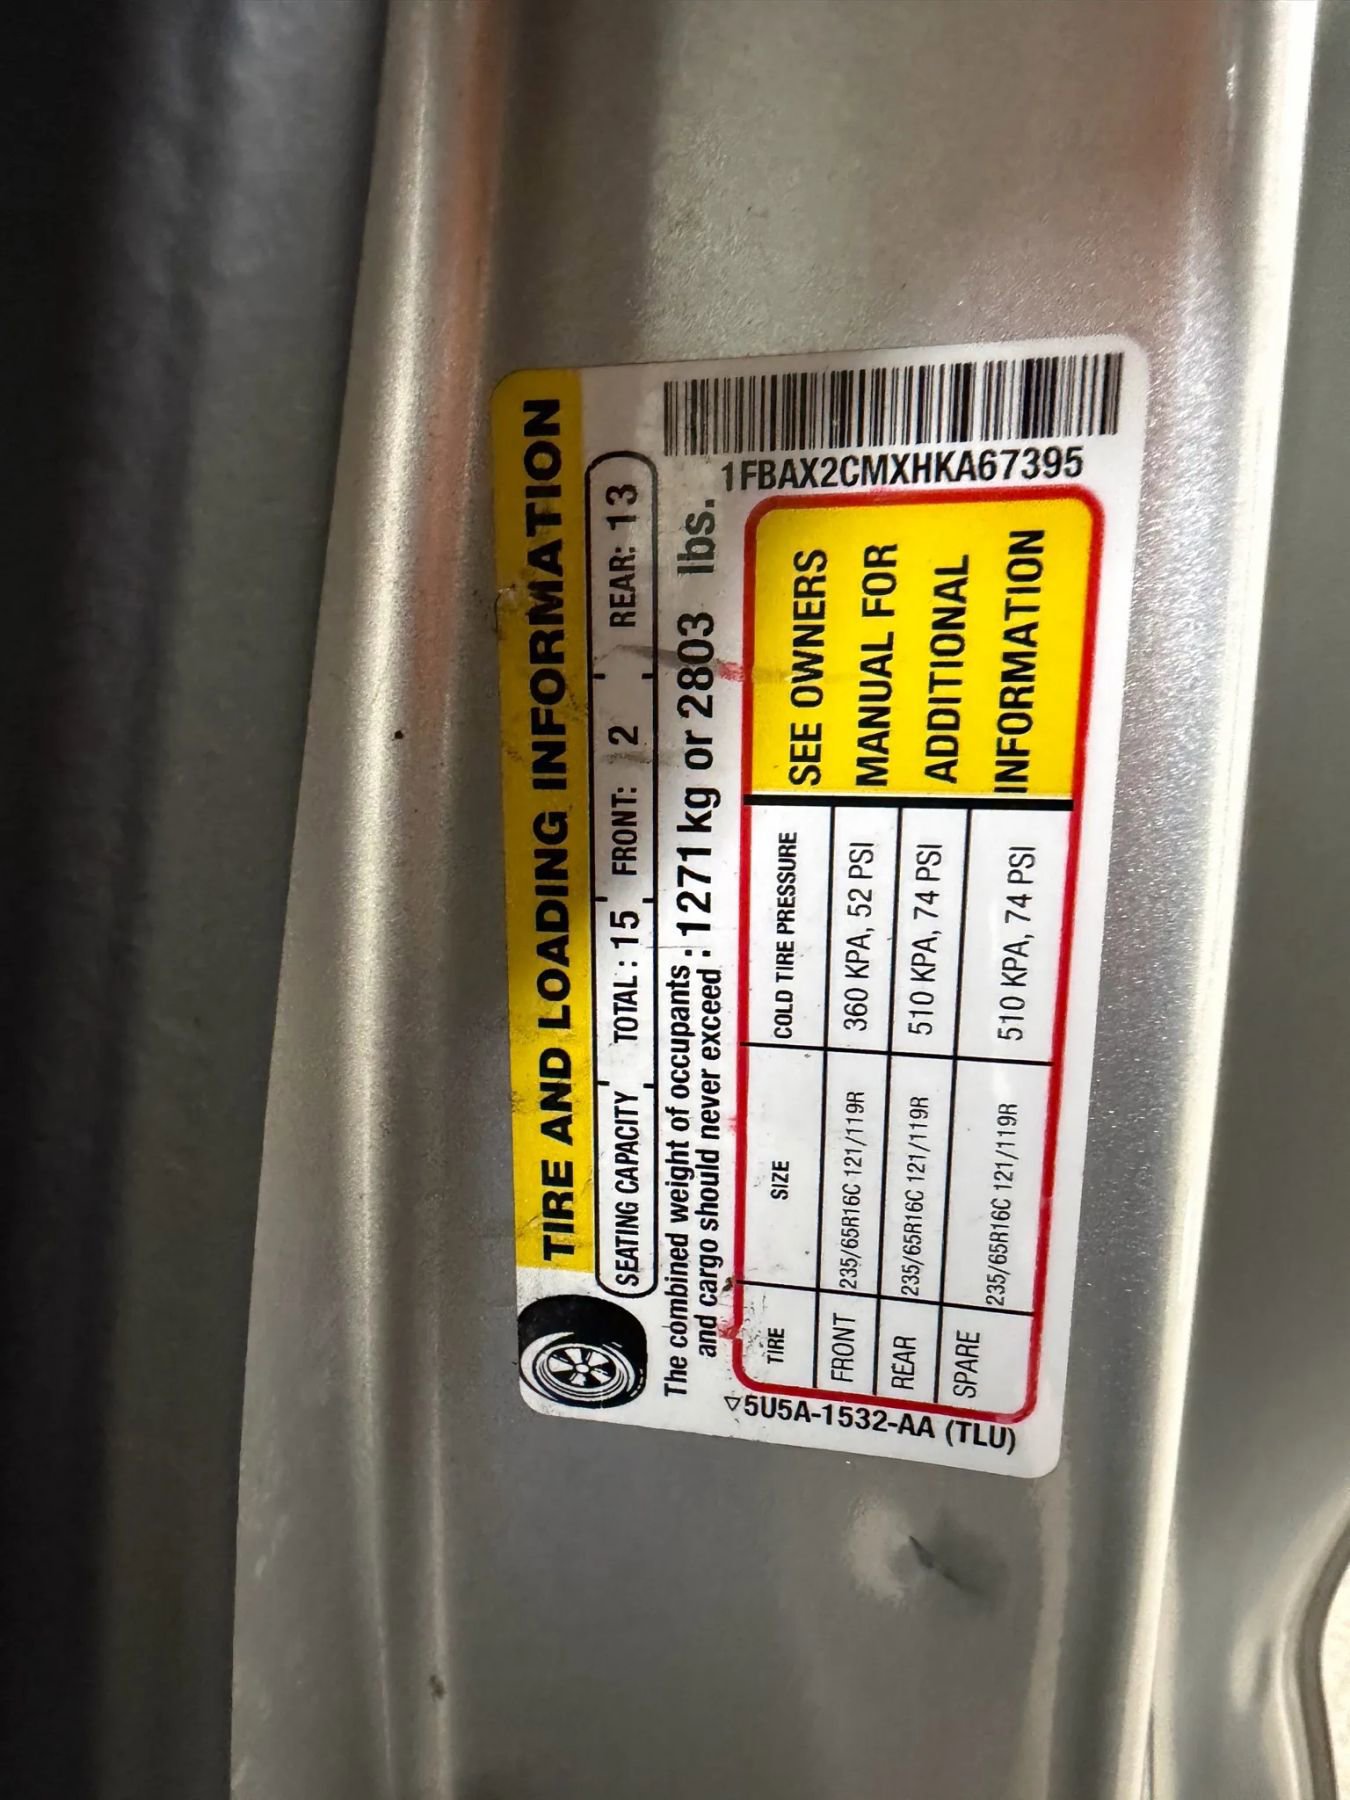 TIRE AND LOADING INFORMATION
SEATING CAPACITY TOTAL : 15 FRONT: 2 REAR: 13
The combined weight of occupants
and cargo should never exceed : 1271 kg or 2803 lbs.
TIRE SIZE COLD TIRE PRESSURE
FRONT 235/65R16C 121/119R 360 KPA, 52 PSI
REAR 235/65R16C 121/119R 510 KPA, 74 PSI
SPARE 235/65R16C 121/119R 510 KPA, 74 PSI
SEE OWNERS
MANUAL FOR
ADDITIONAL
INFORMATION
1FBAX2CMXHKA67395
▽5U5A-1532-AA (TLU)